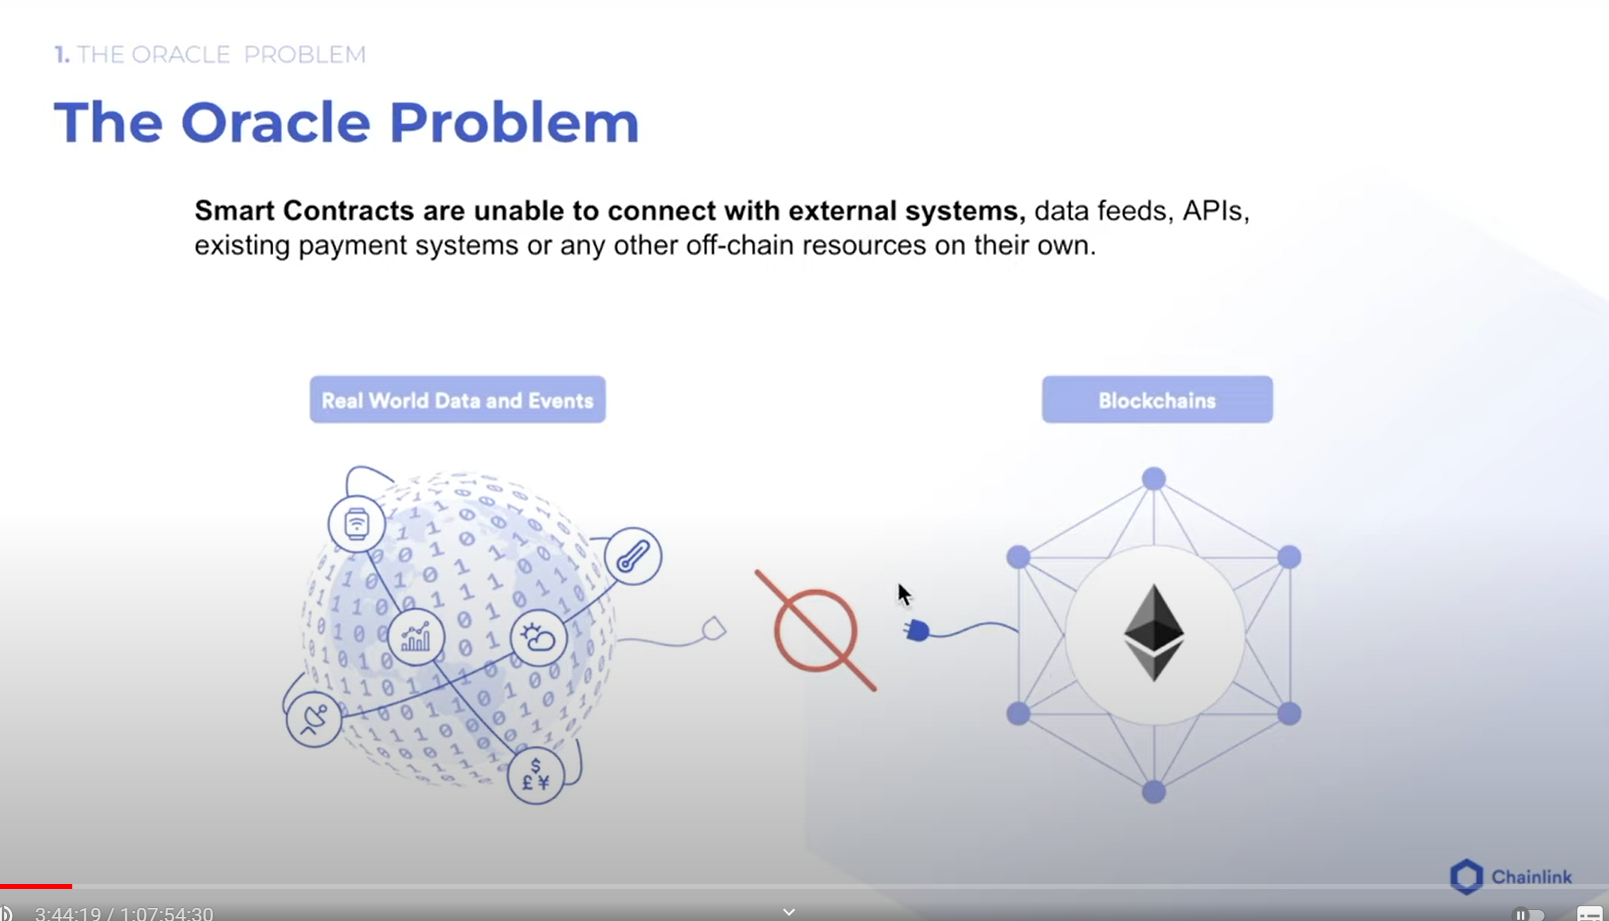 1. THE ORACLE PROBLEM
The Oracle Problem
Smart Contracts are unable to connect with external systems, data feeds, APIs,
existing payment systems or any other off-chain resources on their own.
Real World Data and Events
Blockchains
$
£ ¥
Chainlink
3:44:19 / 1:07:54:30